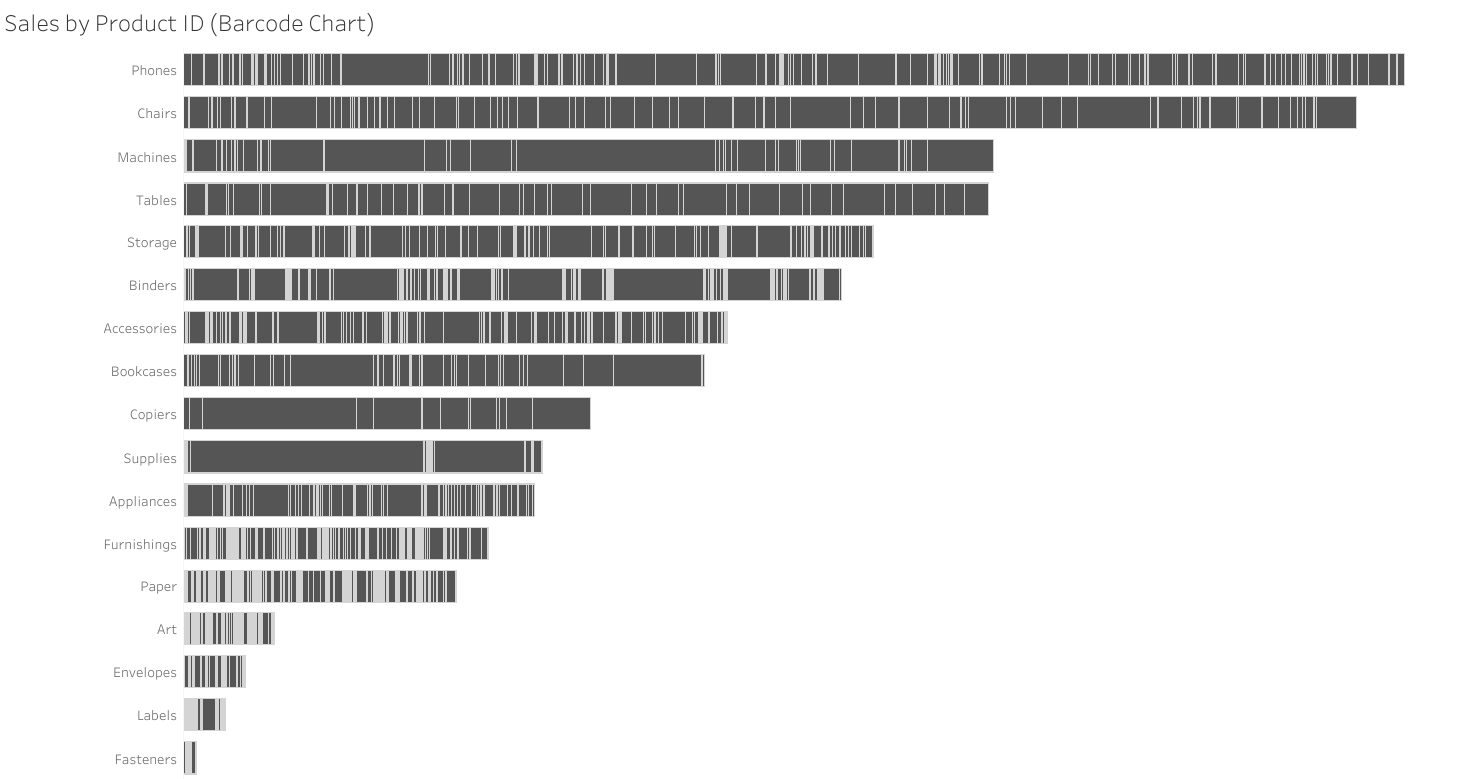 Sales by Product ID (Barcode Chart)
Phones
Chairs
Machines
Tables
Storage
Binders
Accessories
Bookcases
Copiers
Supplies
Appliances
Furnishings
Paper
Art
Envelopes
Labels
Fasteners